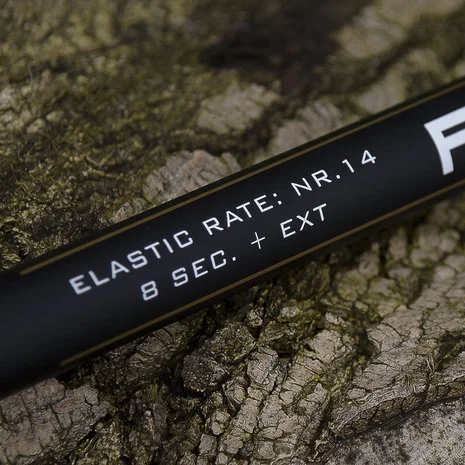 ELASTIC RATE: NR.14
8 SEC. + EXT
F